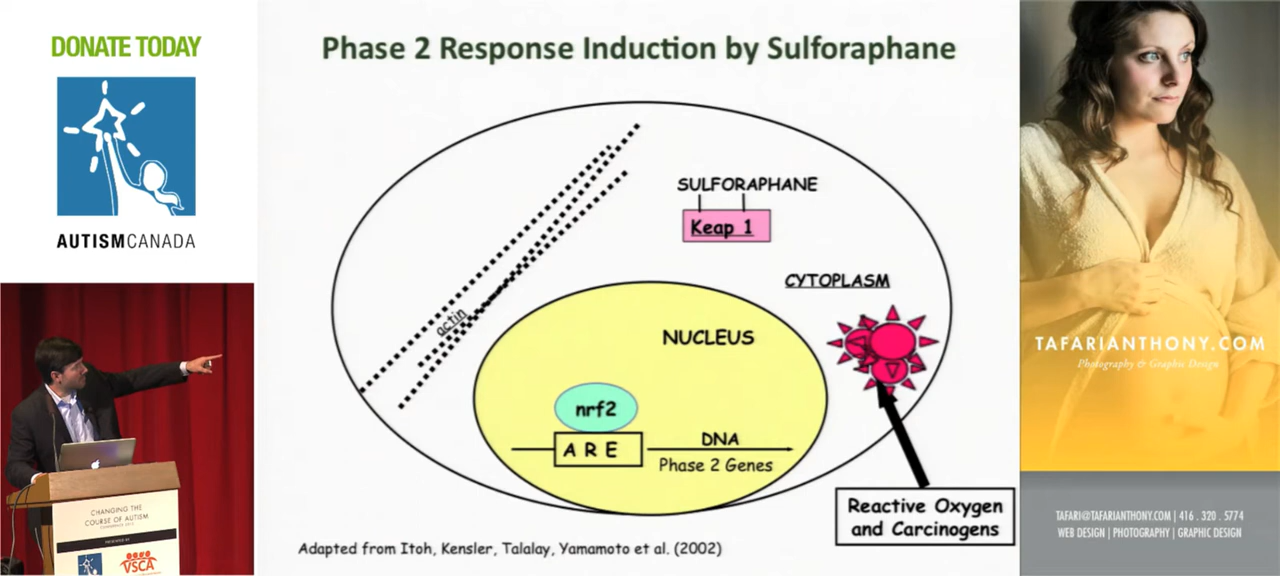 DONATE TODAY
AUTISMCANADA
CHANGING THE
COURSE OF AUTISM
VSCA
Phase 2 Response Induction by Sulforaphane
SULFORAPHANE
Keap 1
CYTOPLASM
actin
NUCLEUS
nrf2
A R E
DNA
Phase 2 Genes
Reactive Oxygen
and Carcinogens
Adapted from Itoh, Kensler, Talalay, Yamamoto et al. (2002)
TAFARIANTHONY.COM
Photography & Graphic Design
TAFARI@TAFARIANTHONY.COM | 416 . 320 . 5774
WEB DESIGN | PHOTOGRAPHY | GRAPHIC DESIGN